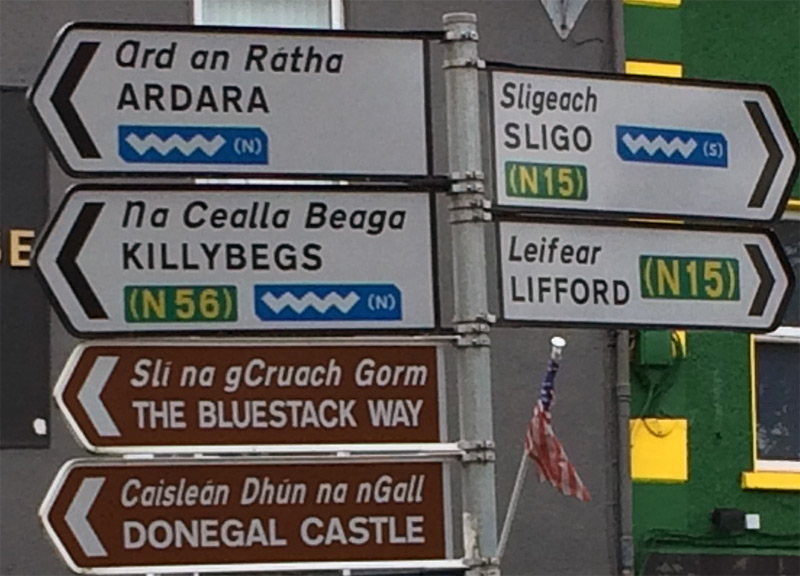 Ard an Rátha
ARDARA
(N)
Na Cealla Beaga
KILLYBEGS
(N56) (N)
Slí na gCruach Gorm
THE BLUESTACK WAY
Caisleán Dhún na nGall
DONEGAL CASTLE
Sligeach
SLIGO (S)
(N15)
Leifear
LIFFORD (N15)